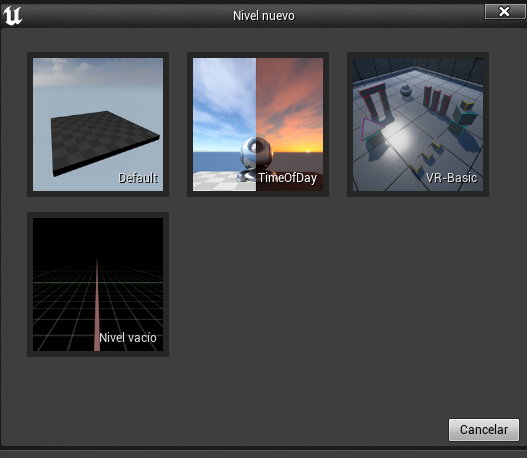 Nivel nuevo
Default
TimeOfDay
VR-Basic
Nivel vacío
Cancelar